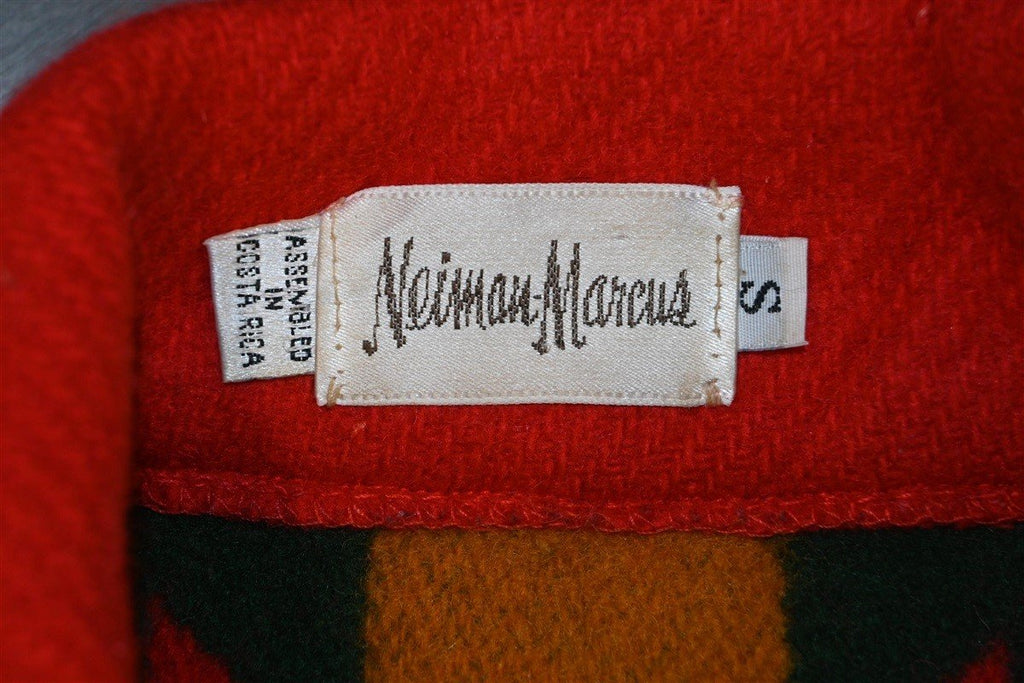 ASSEMBLED
IN
COSTA RICA
Neiman-Marcus
S